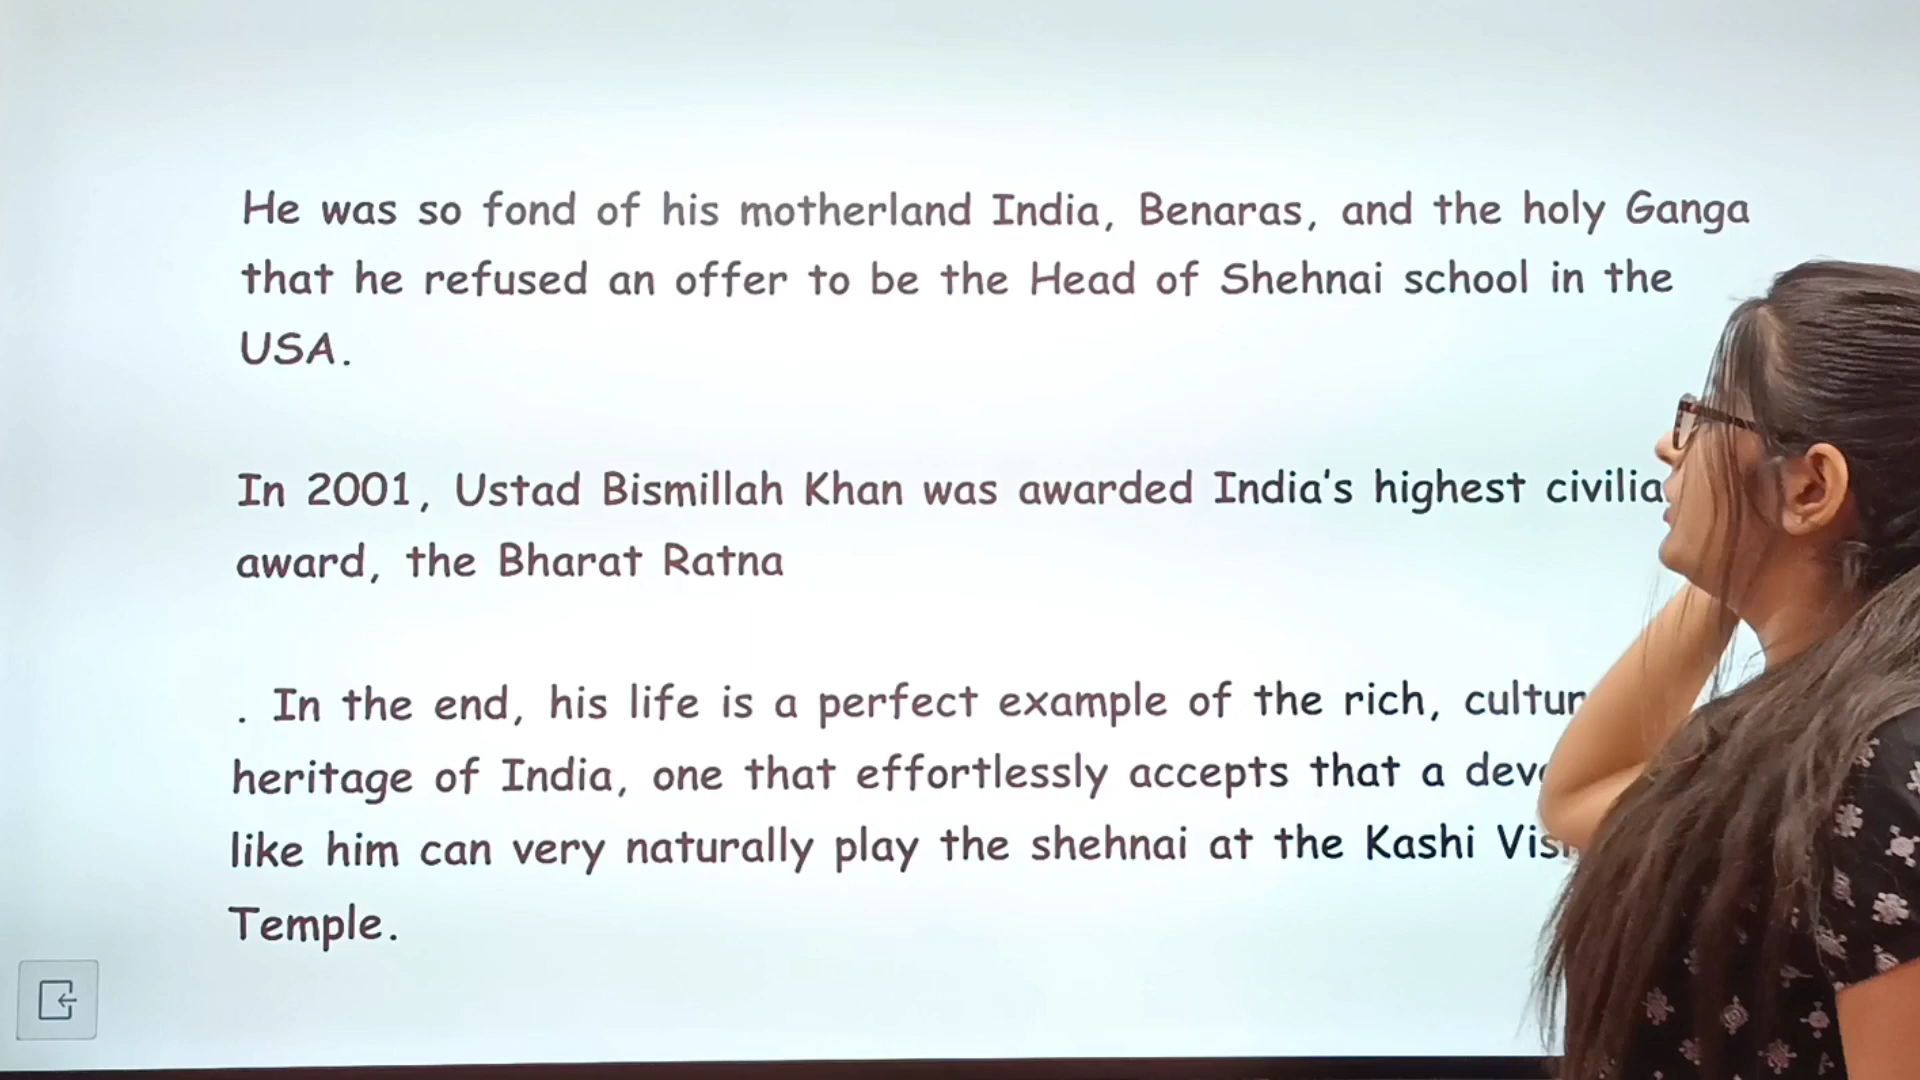 He was so fond of his motherland India, Benaras, and the holy Ganga
that he refused an offer to be the Head of Shehnai school in the
USA.
In 2001, Ustad Bismillah Khan was awarded India's highest
award, the Bharat Ratna
. In the end, his life is a perfect example of the rich,
heritage of India, one that effortlessly accepts that a
like him can very naturally play the shehnai at the Kashi
Temple.